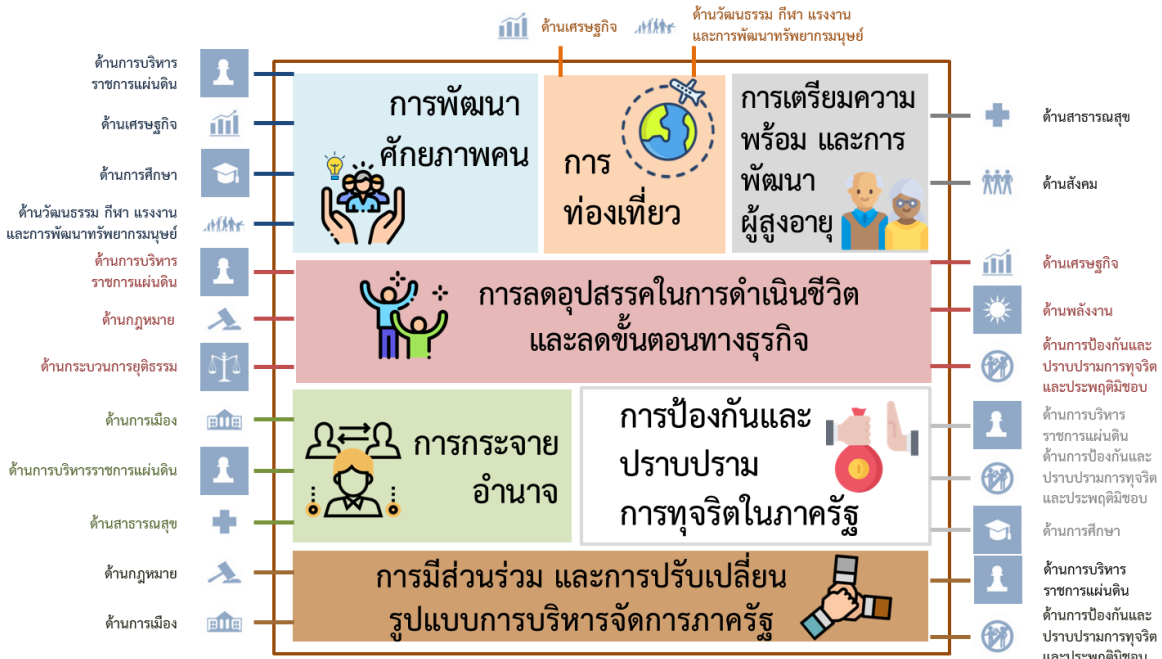 ด้านเศรษฐกิจ
ด้านวัฒนธรรม กีฬา แรงงาน
และการพัฒนาทรัพยากรมนุษย์
ด้านการบริหาร
ราชการแผ่นดิน
ด้านเศรษฐกิจ
ด้านการศึกษา
ด้านวัฒนธรรม กีฬา แรงงาน
และการพัฒนาทรัพยากรมนุษย์
การพัฒนา
ศักยภาพคน
การ
ท่องเที่ยว
การเตรียมความ
พร้อม และการ
พัฒนา
ผู้สูงอายุ
ด้านสาธารณสุข
ด้านสังคม
ด้านการบริหาร
ราชการแผ่นดิน
ด้านกฎหมาย
ด้านกระบวนการยุติธรรม
การลดอุปสรรคในการดำเนินชีวิต
และลดขั้นตอนทางธุรกิจ
ด้านเศรษฐกิจ
ด้านพลังงาน
ด้านการป้องกันและ
ปราบปรามการทุจริต
และประพฤติมิชอบ
ด้านการเมือง
ด้านการบริหารราชการแผ่นดิน
ด้านสาธารณสุข
การกระจาย
อำนาจ
การป้องกันและ
ปราบปราม
การทุจริตในภาครัฐ
ด้านการบริหาร
ราชการแผ่นดิน
ด้านการป้องกันและ
ปราบปรามการทุจริต
และประพฤติมิชอบ
ด้านการศึกษา
ด้านกฎหมาย
ด้านการเมือง
การมีส่วนร่วม และการปรับเปลี่ยน
รูปแบบการบริหารจัดการภาครัฐ
ด้านการบริหาร
ราชการแผ่นดิน
ด้านการป้องกันและ
ปราบปรามการทุจริต
และประพฤติมิชอบ